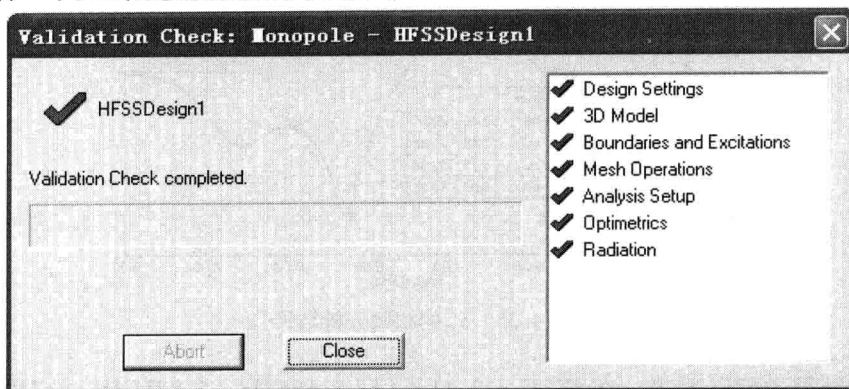 Validation Check: Monopole - HFSSDesign1
HFSSDesign1
Validation Check completed.
Abort
Close
Design Settings
3D Model
Boundaries and Excitations
Mesh Operations
Analysis Setup
Optimetrics
Radiation